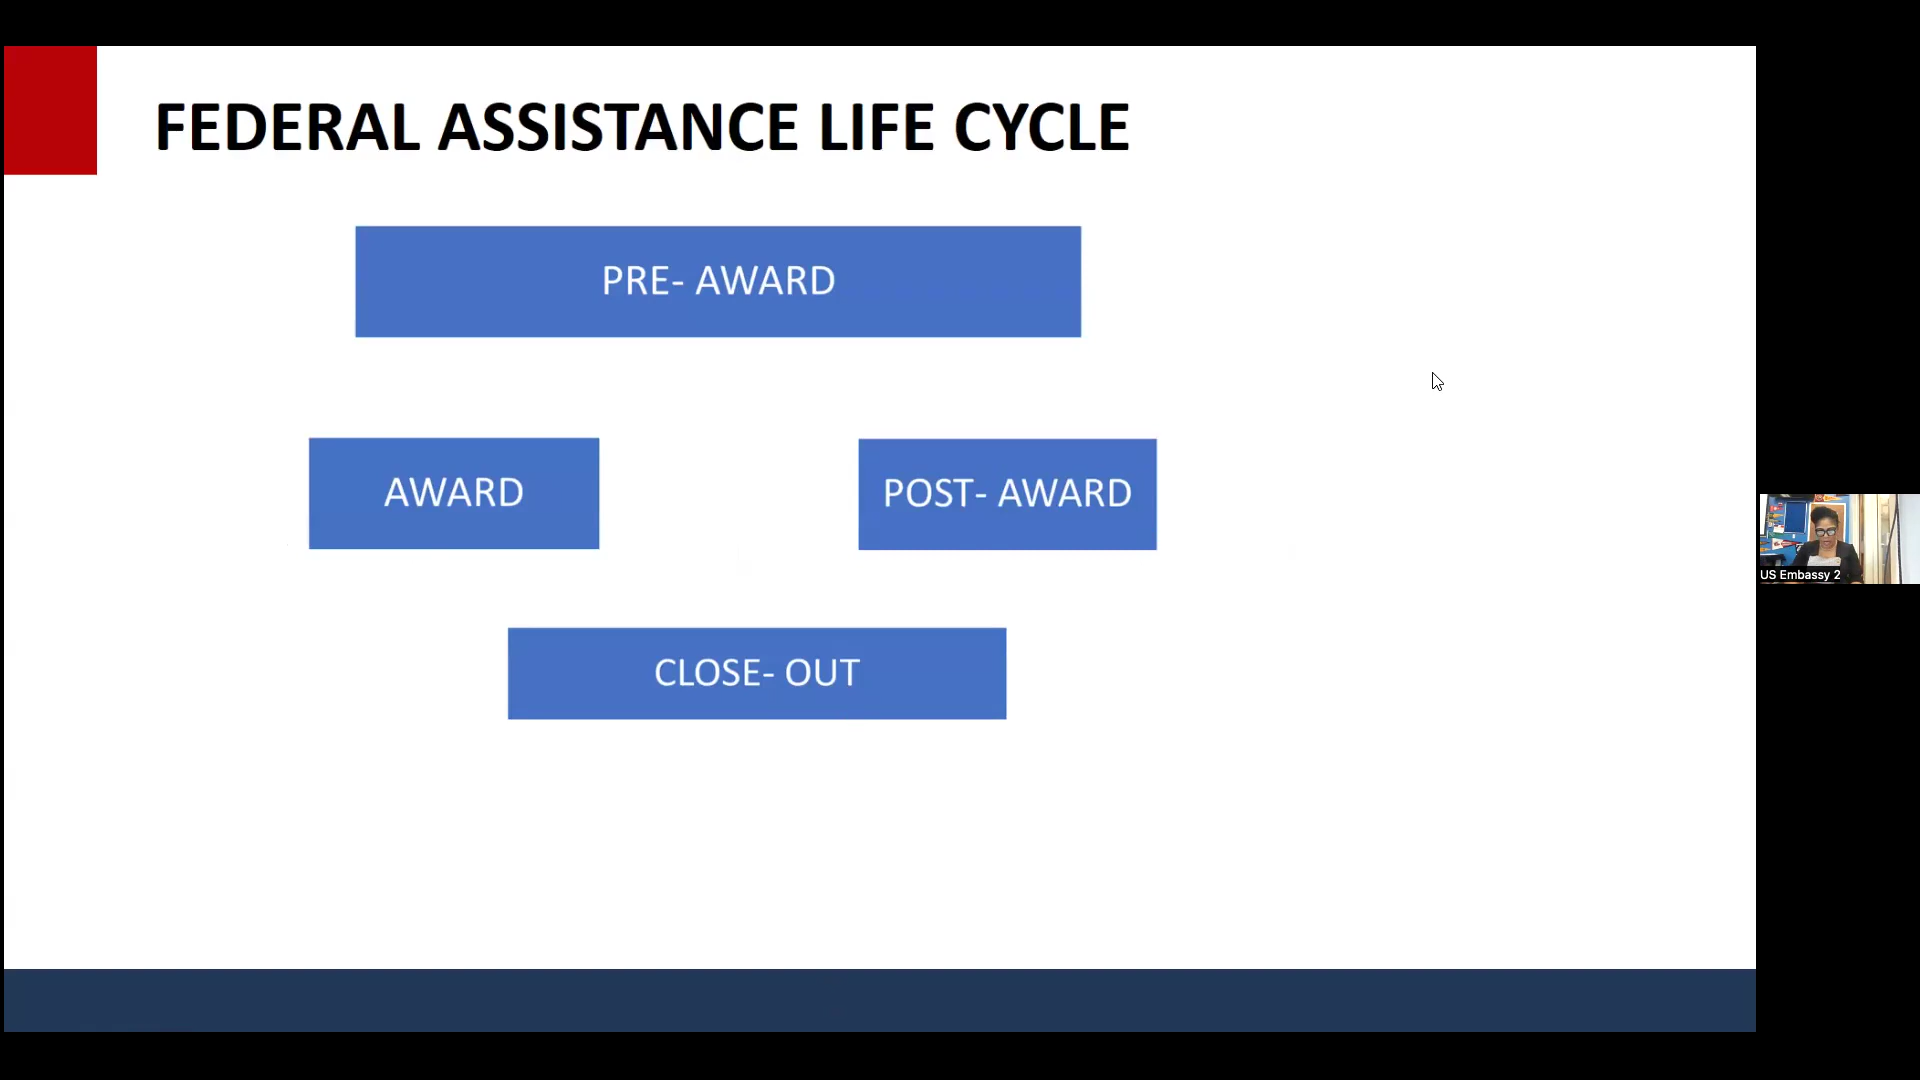 FEDERAL ASSISTANCE LIFE CYCLE
PRE- AWARD
AWARD
POST- AWARD
CLOSE- OUT
US Embassy 2